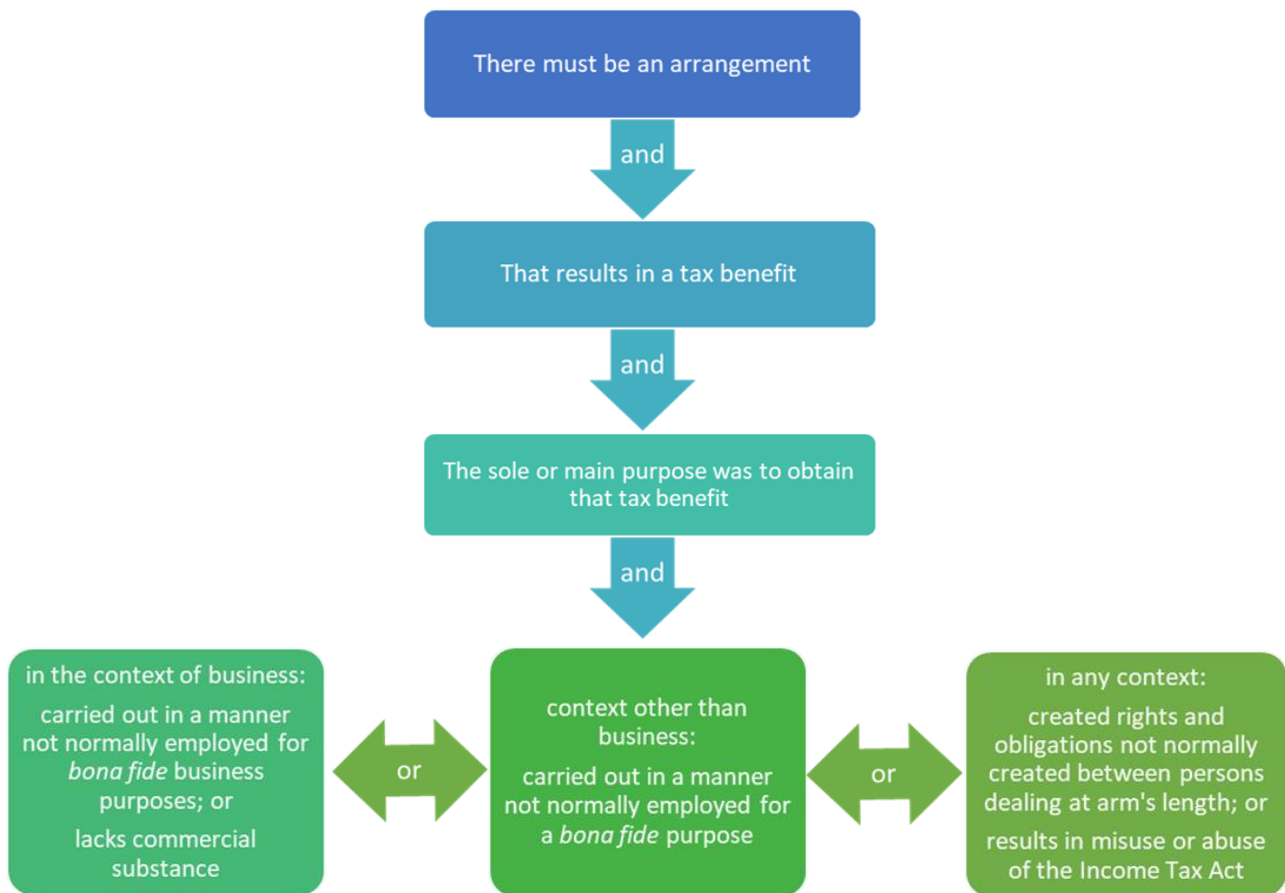 There must be an arrangement
and
That results in a tax benefit
and
The sole or main purpose was to obtain
that tax benefit
and
in the context of business:
carried out in a manner
not normally employed for
bona fide business
purposes; or
lacks commercial
substance
or
context other than
business:
carried out in a manner
not normally employed for
a bona fide purpose
or
in any context:
created rights and
obligations not normally
created between persons
dealing at arm's length; or
results in misuse or abuse
of the Income Tax Act